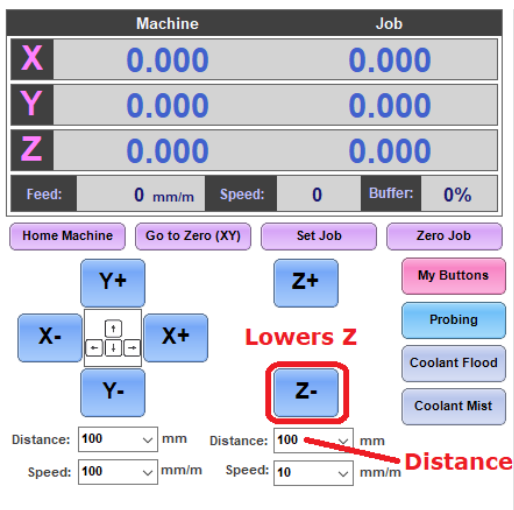 Machine Job
X 0.000 0.000
Y 0.000 0.000
Z 0.000 0.000
Feed: 0 mm/m Speed: 0 Buffer: 0%
Home Machine Go to Zero (XY) Set Job Zero Job
Y+ Z+ My Buttons
X- X+ Lowers Z Probing
Coolant Flood
Y- Z- Coolant Mist
Distance: 100 mm Distance: 100 mm
Distance
Speed: 100 mm/m Speed: 10 mm/m